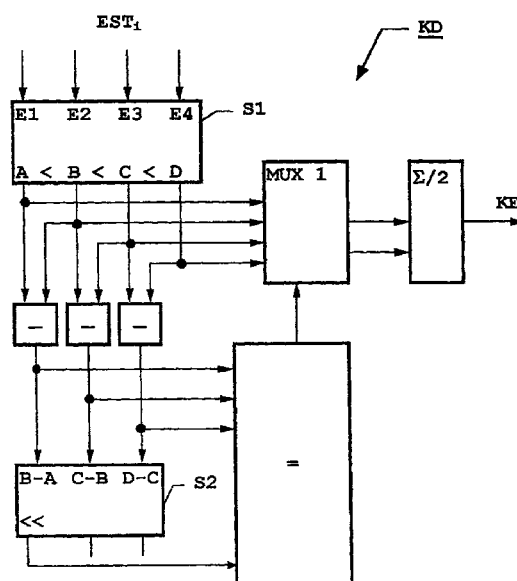 EST₁
KD
E1 E2 E3 E4
S1
A < B < C < D
MUX 1
Σ/2
KE
− − −
B-A C-B D-C
S2
<<
=